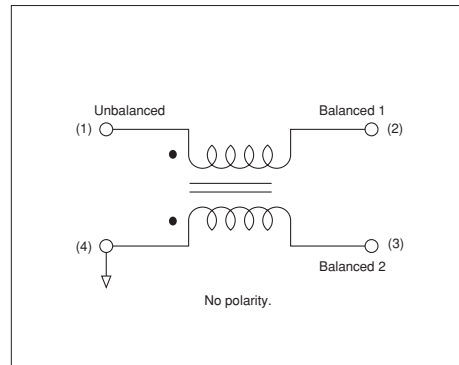 Unbalanced Balanced 1
(1) (2)
(4) (3)
Balanced 2
No polarity.